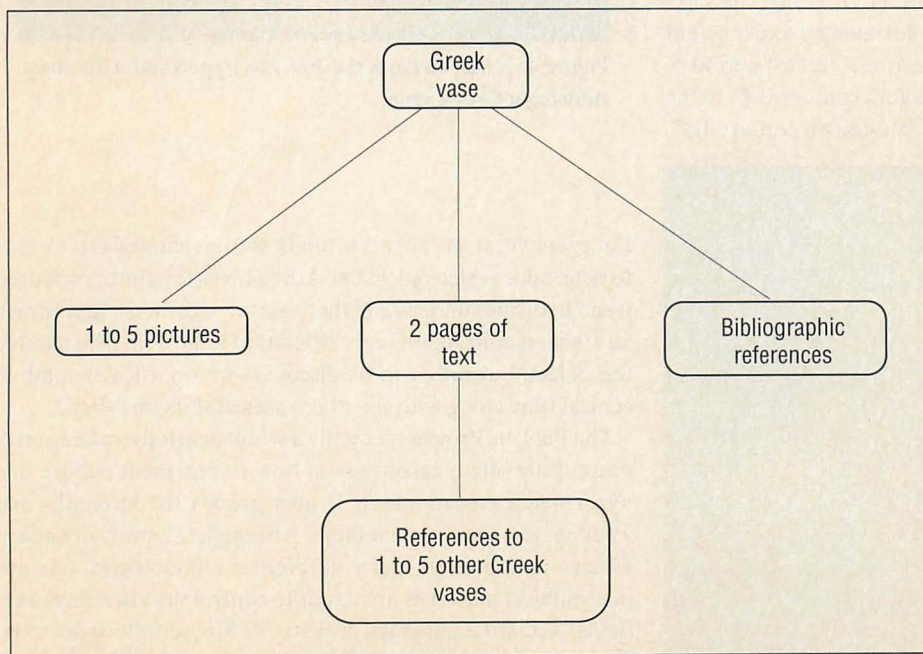 Greek
vase
1 to 5 pictures
2 pages of
text
Bibliographic
references
References to
1 to 5 other Greek
vases